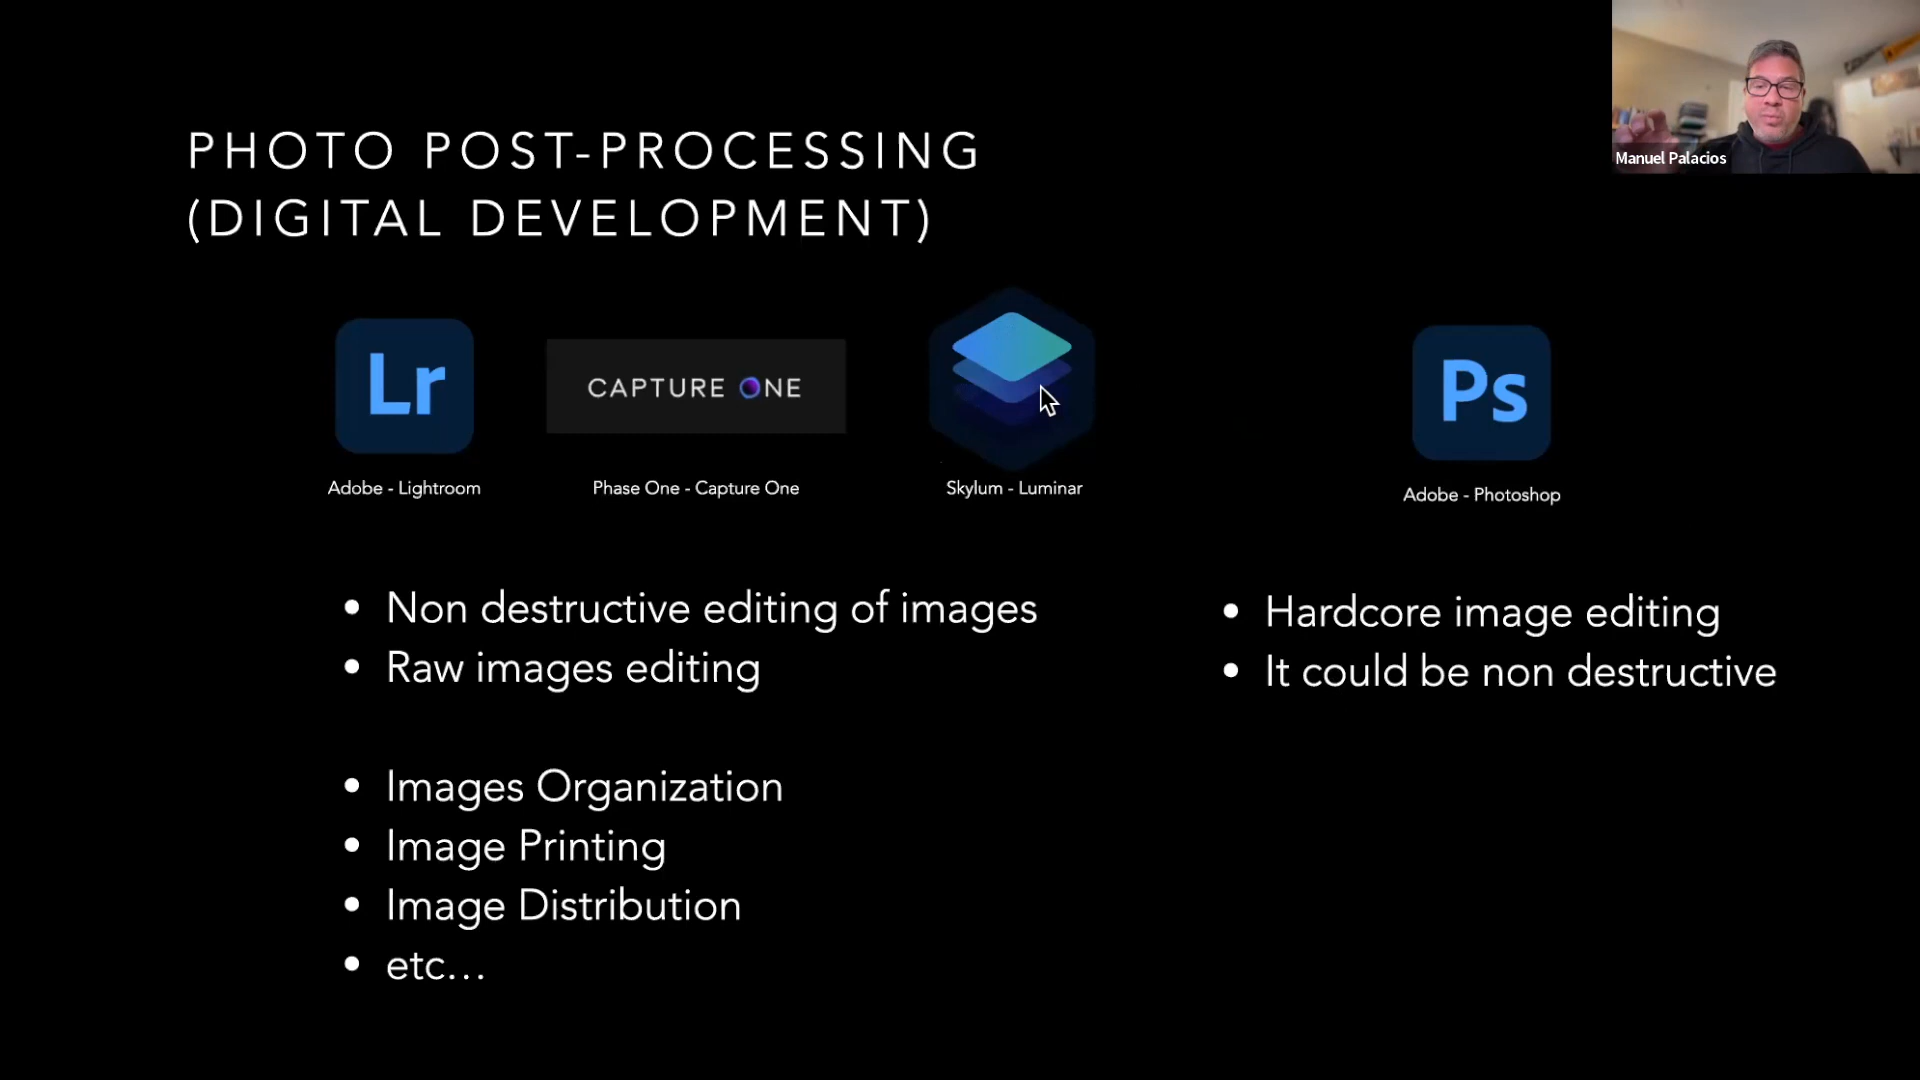 PHOTO POST-PROCESSING
(DIGITAL DEVELOPMENT)
Manuel Palacios
Lr
CAPTURE ONE
Ps
Adobe - Lightroom
Phase One - Capture One
Skylum - Luminar
Adobe - Photoshop
• Non destructive editing of images
• Raw images editing
• Images Organization
• Image Printing
• Image Distribution
• etc...
• Hardcore image editing
• It could be non destructive